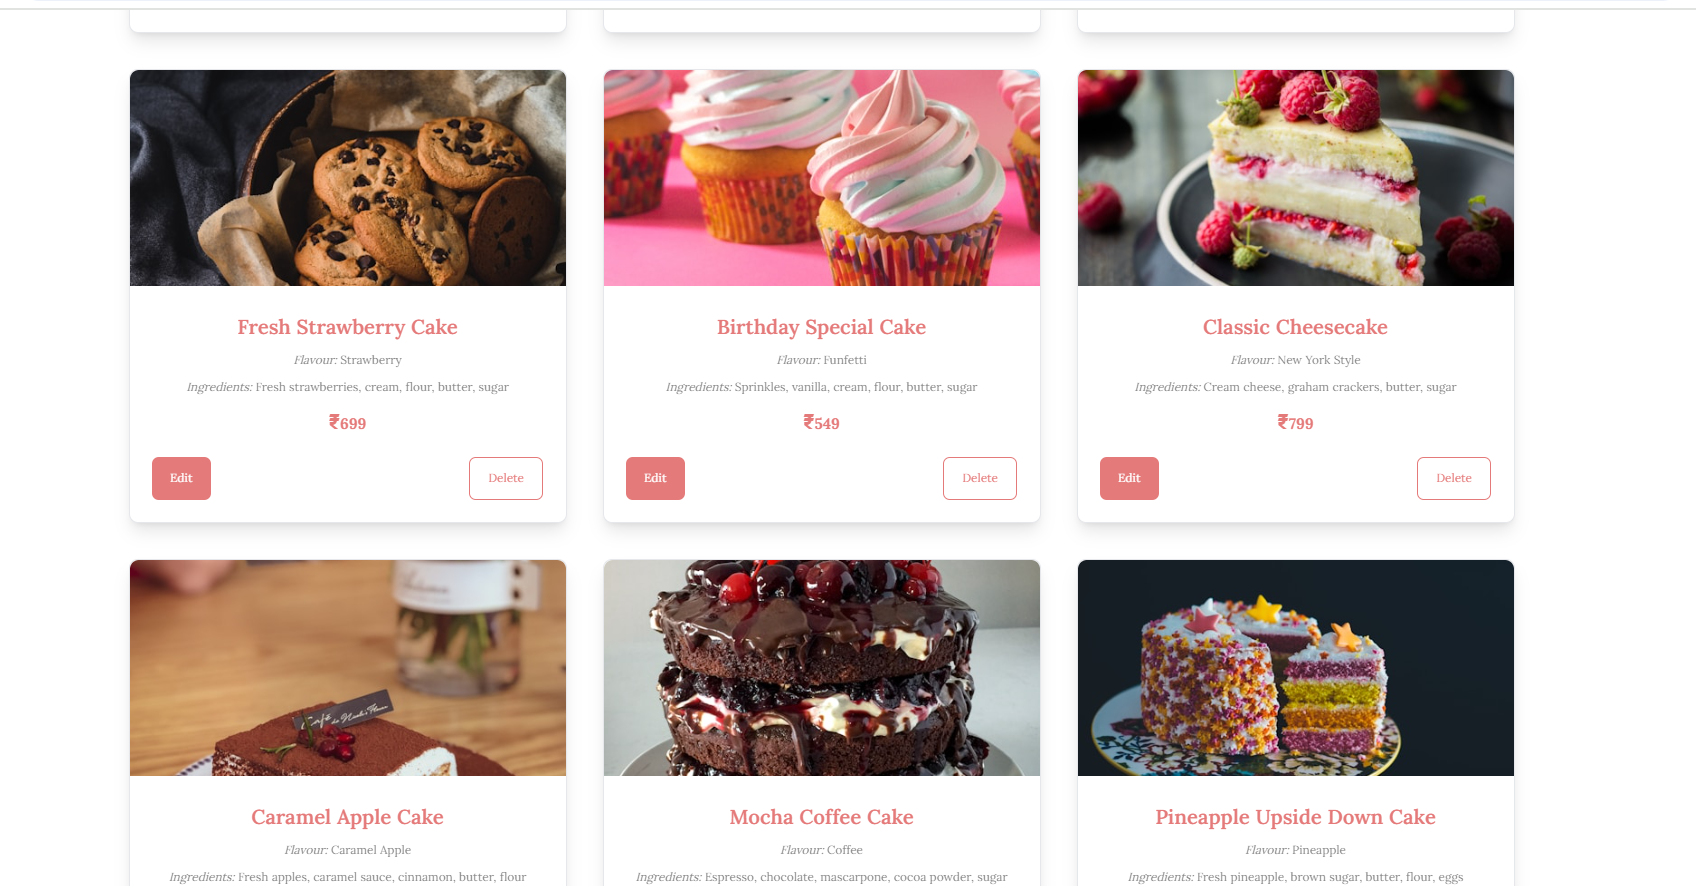 Fresh Strawberry Cake
Flavour: Strawberry
Ingredients: Fresh strawberries, cream, flour, butter, sugar
₹699
Edit
Delete
Birthday Special Cake
Flavour: Funfetti
Ingredients: Sprinkles, vanilla, cream, flour, butter, sugar
₹549
Edit
Delete
Classic Cheesecake
Flavour: New York Style
Ingredients: Cream cheese, graham crackers, butter, sugar
₹799
Edit
Delete
Café
Caramel Apple Cake
Flavour: Caramel Apple
Ingredients: Fresh apples, caramel sauce, cinnamon, butter, flour
Mocha Coffee Cake
Flavour: Coffee
Ingredients: Espresso, chocolate, mascarpone, cocoa powder, sugar
Pineapple Upside Down Cake
Flavour: Pineapple
Ingredients: Fresh pineapple, brown sugar, butter, flour, eggs